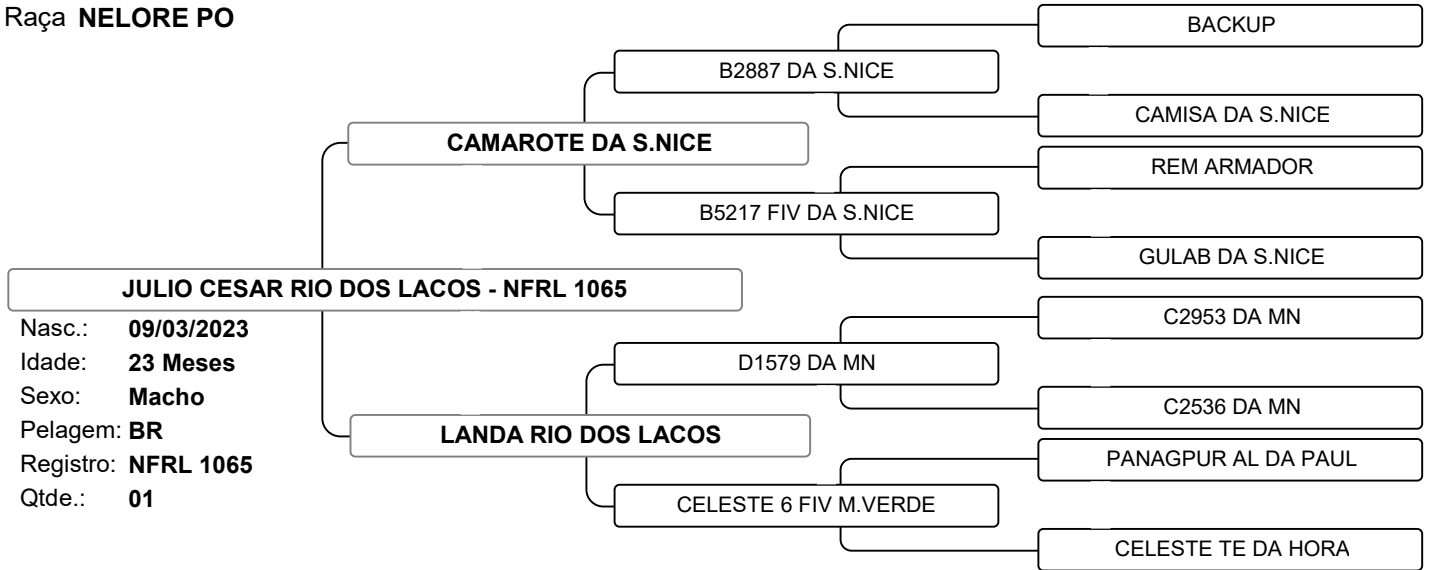 Raça NELORE PO
BACKUP
B2887 DA S.NICE
CAMISA DA S.NICE
CAMAROTE DA S.NICE
REM ARMADOR
B5217 FIV DA S.NICE
GULAB DA S.NICE
JULIO CESAR RIO DOS LACOS - NFRL 1065
Nasc.: 09/03/2023
Idade: 23 Meses
Sexo: Macho
Pelagem: BR
Registro: NFRL 1065
Qtde.: 01
C2953 DA MN
D1579 DA MN
C2536 DA MN
LANDA RIO DOS LACOS
PANAGPUR AL DA PAUL
CELESTE 6 FIV M.VERDE
CELESTE TE DA HORA